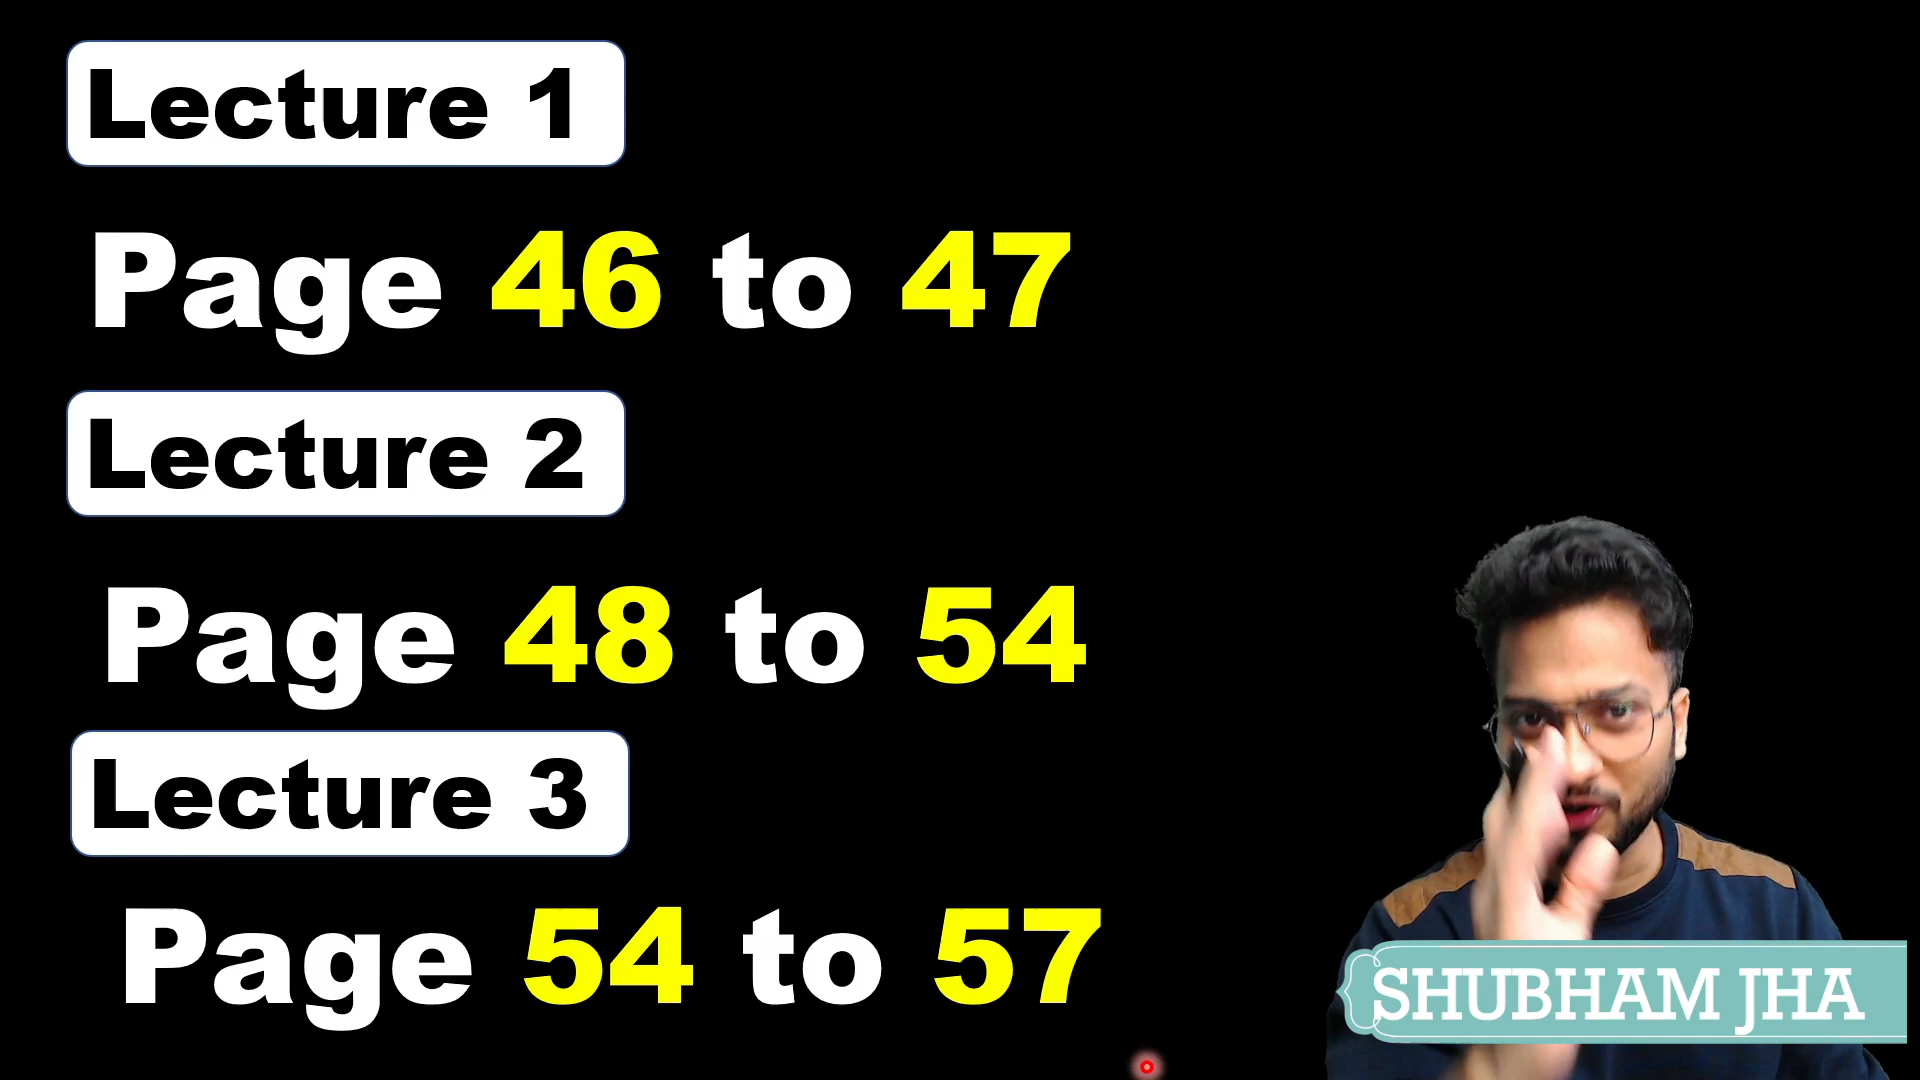 Lecture 1
Page 46 to 47
Lecture 2
Page 48 to 54
Lecture 3
Page 54 to 57
SHUBHAM JHA